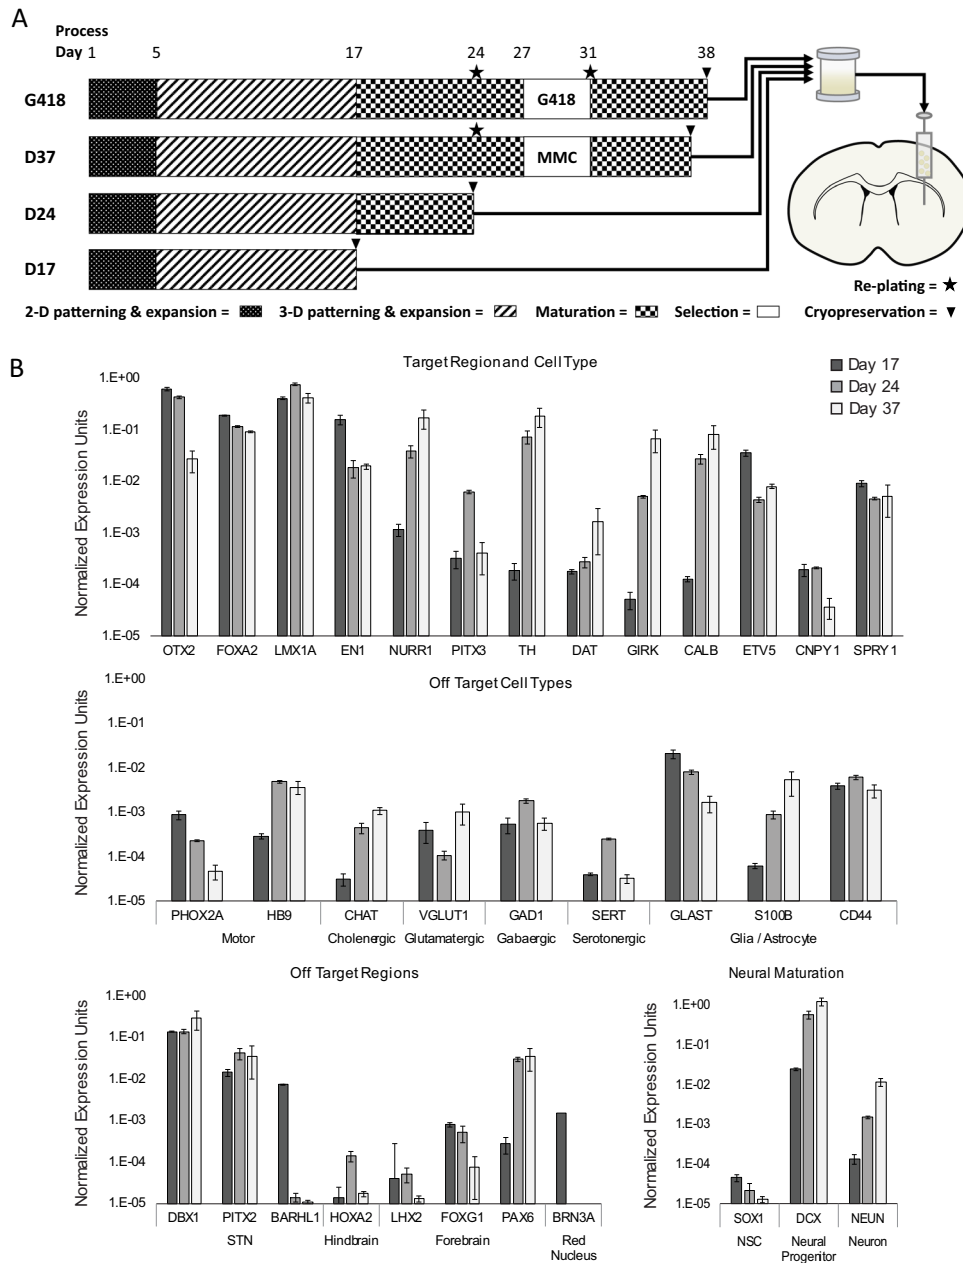 A
Process
Day 1 5 17 24 27 31 38
G418 G418
D37 MMC
D24
D17
Re-plating = ★
2-D patterning & expansion = 3-D patterning & expansion = Maturation = Selection = Cryopreservation = ▼
B
Target Region and Cell Type
Day 17
Day 24
Day 37
Normalized Expression Units
1.E+00
1.E-01
1.E-02
1.E-03
1.E-04
1.E-05
OTX2 FOXA2 LMX1A EN1 NURR1 PITX3 TH DAT GIRK CALB ETV5 CNPY1 SPRY1
Off Target Cell Types
Normalized Expression Units
1.E+00
1.E-01
1.E-02
1.E-03
1.E-04
1.E-05
PHOX2A HB9 CHAT VGLUT1 GAD1 SERT GLAST S100B CD44
Motor Cholenergic Glutamatergic Gabaergic Serotonergic Glia / Astrocyte
Off Target Regions
Normalized Expression Units
1.E+00
1.E-01
1.E-02
1.E-03
1.E-04
1.E-05
DBX1 PITX2 BARHL1 HOXA2 LHX2 FOXG1 PAX6 BRN3A
STN Hindbrain Forebrain Red
Nucleus
Neural Maturation
Normalized Expression Units
1.E+00
1.E-01
1.E-02
1.E-03
1.E-04
1.E-05
SOX1 DCX NEUN
NSC Neural Neuron
Progenitor